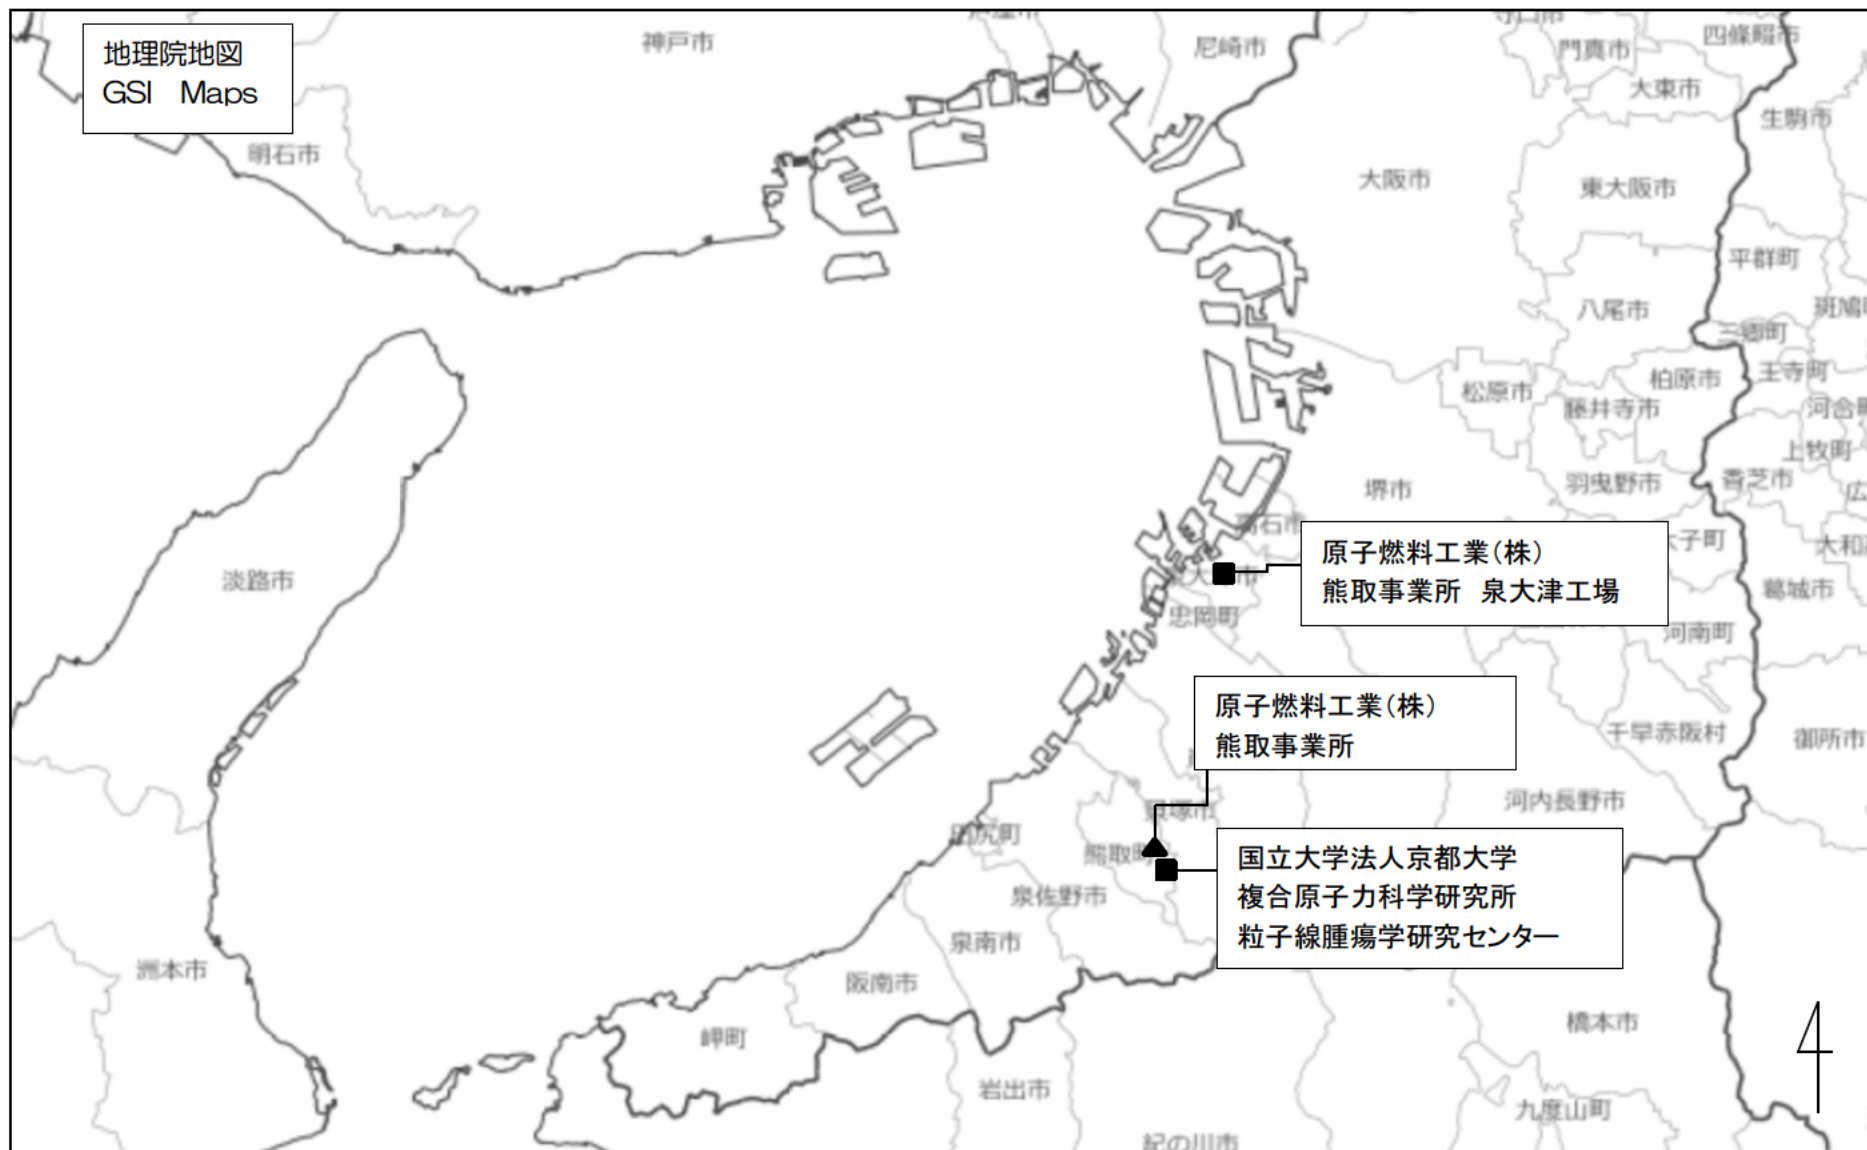 地理院地図
GSI Maps
神戸市
尼崎市
門真市
四條畷市
大東市
生駒市
明石市
大阪市
東大阪市
平群町
八尾市
三郷町
松原市
柏原市
王寺町
藤井寺市
上牧町
堺市
羽曳野市
香芝市
高石市
原子燃料工業(株)
熊取事業所 泉大津工場
淡路市
葛城市
忠岡町
河南町
原子燃料工業(株)
熊取事業所
千早赤阪村
御所市
河内長野市
貝塚市
田尻町
熊取町
国立大学法人京都大学
複合原子力科学研究所
粒子線腫瘍学研究センター
泉佐野市
泉南市
洲本市
阪南市
岬町
橋本市
岩出市
九度山町
紀の川市